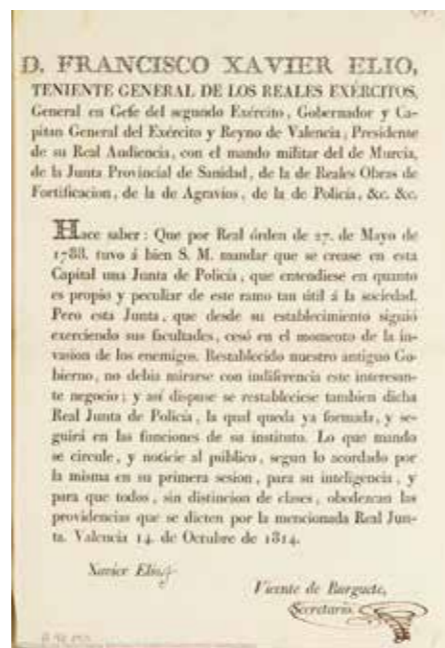 D. FRANCISCO XAVIER ELIO,
TENIENTE GENERAL DE LOS REALES EXÉRCITOS,
General en Gefe del segundo Exército, Gobernador y Ca-
pitan General del Exército y Reyno de Valencia, Presidente
de su Real Audiencia, con el mando militar del de Murcia,
de la Junta Provincial de Sanidad, de la de Reales Obras de
Fortificacion, de la de Agravios, de la de Policía, &c. &c.
Hace saber: Que por Real órden de 27. de Mayo de
1788. tuvo á bien S. M. mandar que se crease en esta
Capital una Junta de Policía, que entendiese en quanto
es propio y peculiar de este ramo tan útil á la sociedad.
Pero esta Junta, que desde su establecimiento siguió
exerciendo sus facultades, cesó en el momento de la in-
vasion de los enemigos. Restablecido nuestro antiguo Go-
bierno, no debia mirarse con indiferencia este interesan-
te negocio; y así dispuse se restableciese tambien dicha
Real Junta de Policía, la qual queda ya formada, y se-
guirá en las funciones de su instituto. Lo que mando
se circule, y noticie al público, segun lo acordado por
la misma en su primera sesion, para su inteligencia, y
para que todos, sin distincion de clases, obedezcan las
providencias que se dicten por la mencionada Real Jun-
ta. Valencia 14. de Octubre de 1814.
Xavier Elio.
Vicente de Burguete,
Secretario.